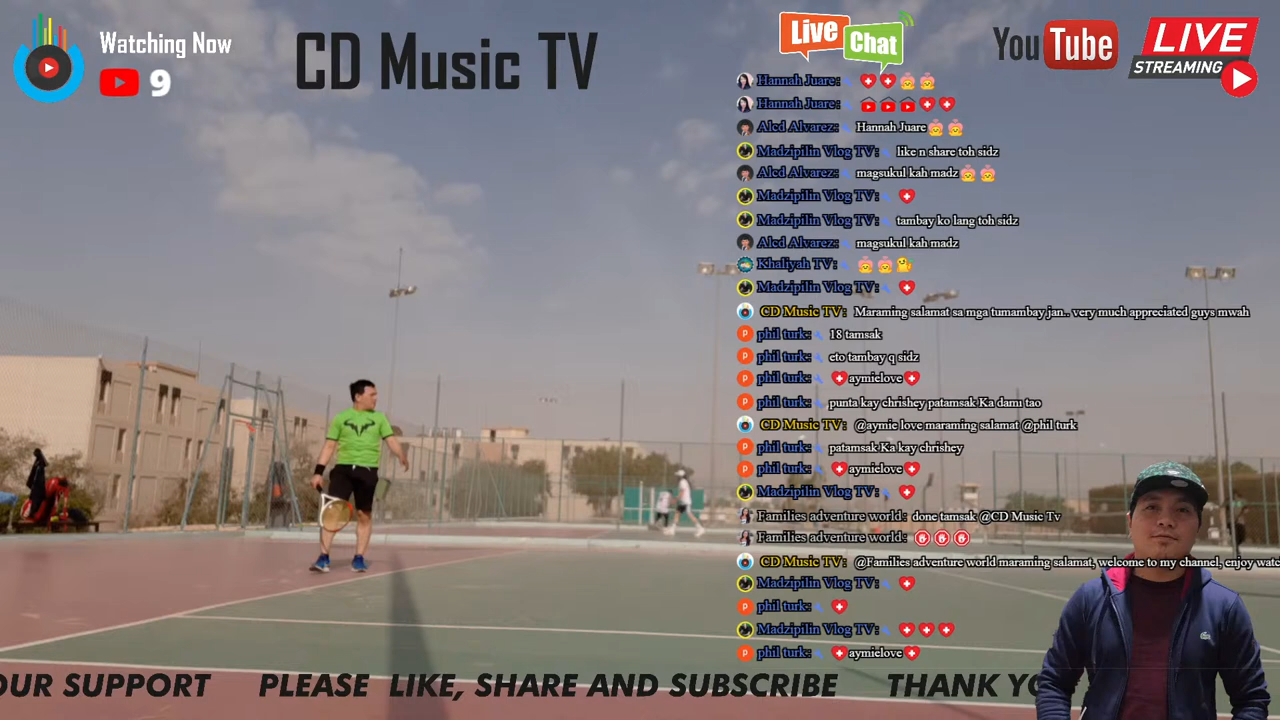 Watching Now
9
CD Music TV
Live Chat
You Tube
LIVE
STREAMING
Hannah Juare:
Hannah Juare:
Alcd Alvarez: Hannah Juare
Madzipilin Vlog TV: like n share toh sidz
Alcd Alvarez: magsukul kah madz
Madzipilin Vlog TV:
Madzipilin Vlog TV: tambay ko lang toh sidz
Alcd Alvarez: magsukul kah madz
Khaliyah TV:
Madzipilin Vlog TV:
CD Music TV: Maraming salamat sa mga tumambay jan.. very much appreciated guys mwah
phil turk: 18 tamsak
phil turk: eto tambay q sidz
phil turk: aymielove
phil turk: punta kay chrishey patamsak Ka dami tao
CD Music TV: @aymie love maraming salamat @phil turk
phil turk: patamsak Ka kay chrishey
phil turk: aymielove
Madzipilin Vlog TV:
Families adventure world: done tamsak @CD Music Tv
Families adventure world:
CD Music TV: @Families adventure world maraming salamat, welcome to my channel, enjoy watc
Madzipilin Vlog TV:
phil turk:
Madzipilin Vlog TV:
phil turk: aymielove
OUR SUPPORT PLEASE LIKE, SHARE AND SUBSCRIBE THANK YO